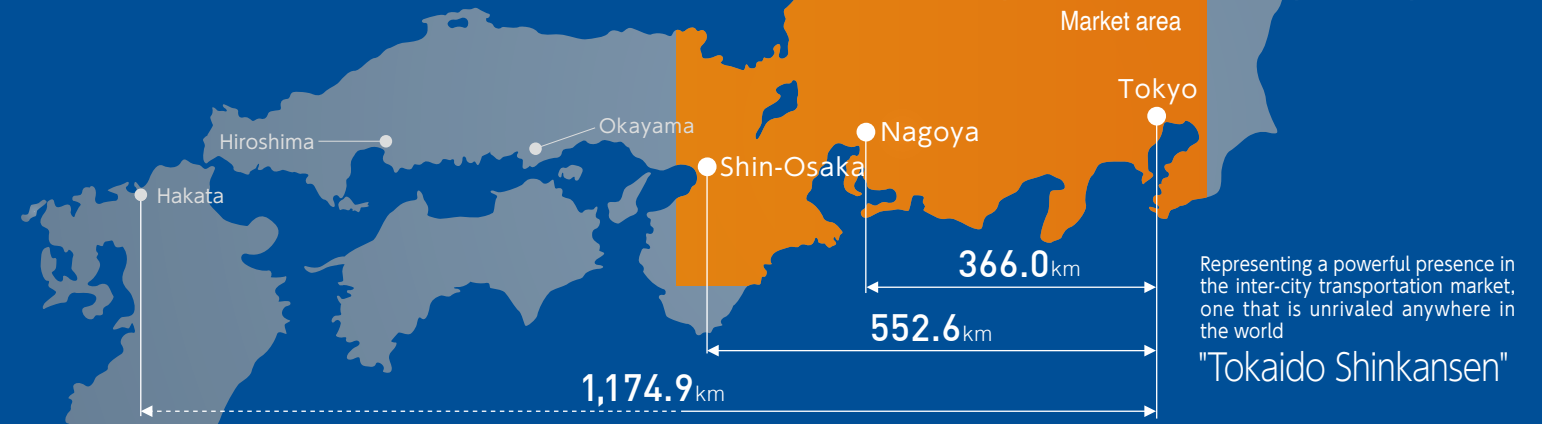 Market area
Tokyo
Nagoya
Okayama
Hiroshima
Shin-Osaka
Hakata
366.0km
552.6km
1,174.9km
Representing a powerful presence in
the inter-city transportation market,
one that is unrivaled anywhere in
the world
"Tokaido Shinkansen"